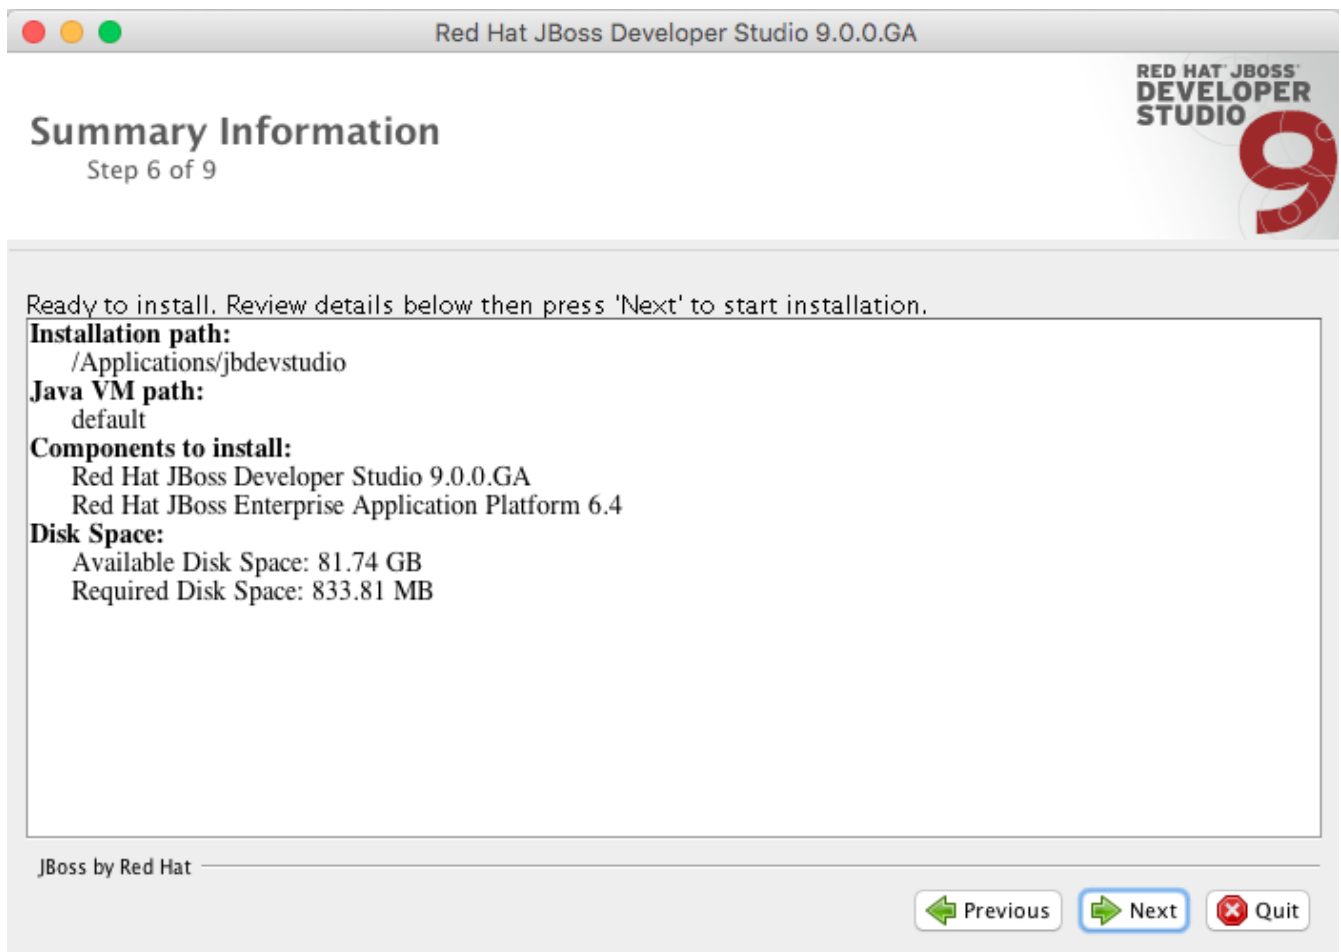 Red Hat JBoss Developer Studio 9.0.0.GA
RED HAT JBOSS
DEVELOPER
STUDIO
9
Summary Information
Step 6 of 9
Ready to install. Review details below then press 'Next' to start installation.
Installation path:
/Applications/jbdevstudio
Java VM path:
default
Components to install:
Red Hat JBoss Developer Studio 9.0.0.GA
Red Hat JBoss Enterprise Application Platform 6.4
Disk Space:
Available Disk Space: 81.74 GB
Required Disk Space: 833.81 MB
JBoss by Red Hat
Previous Next Quit